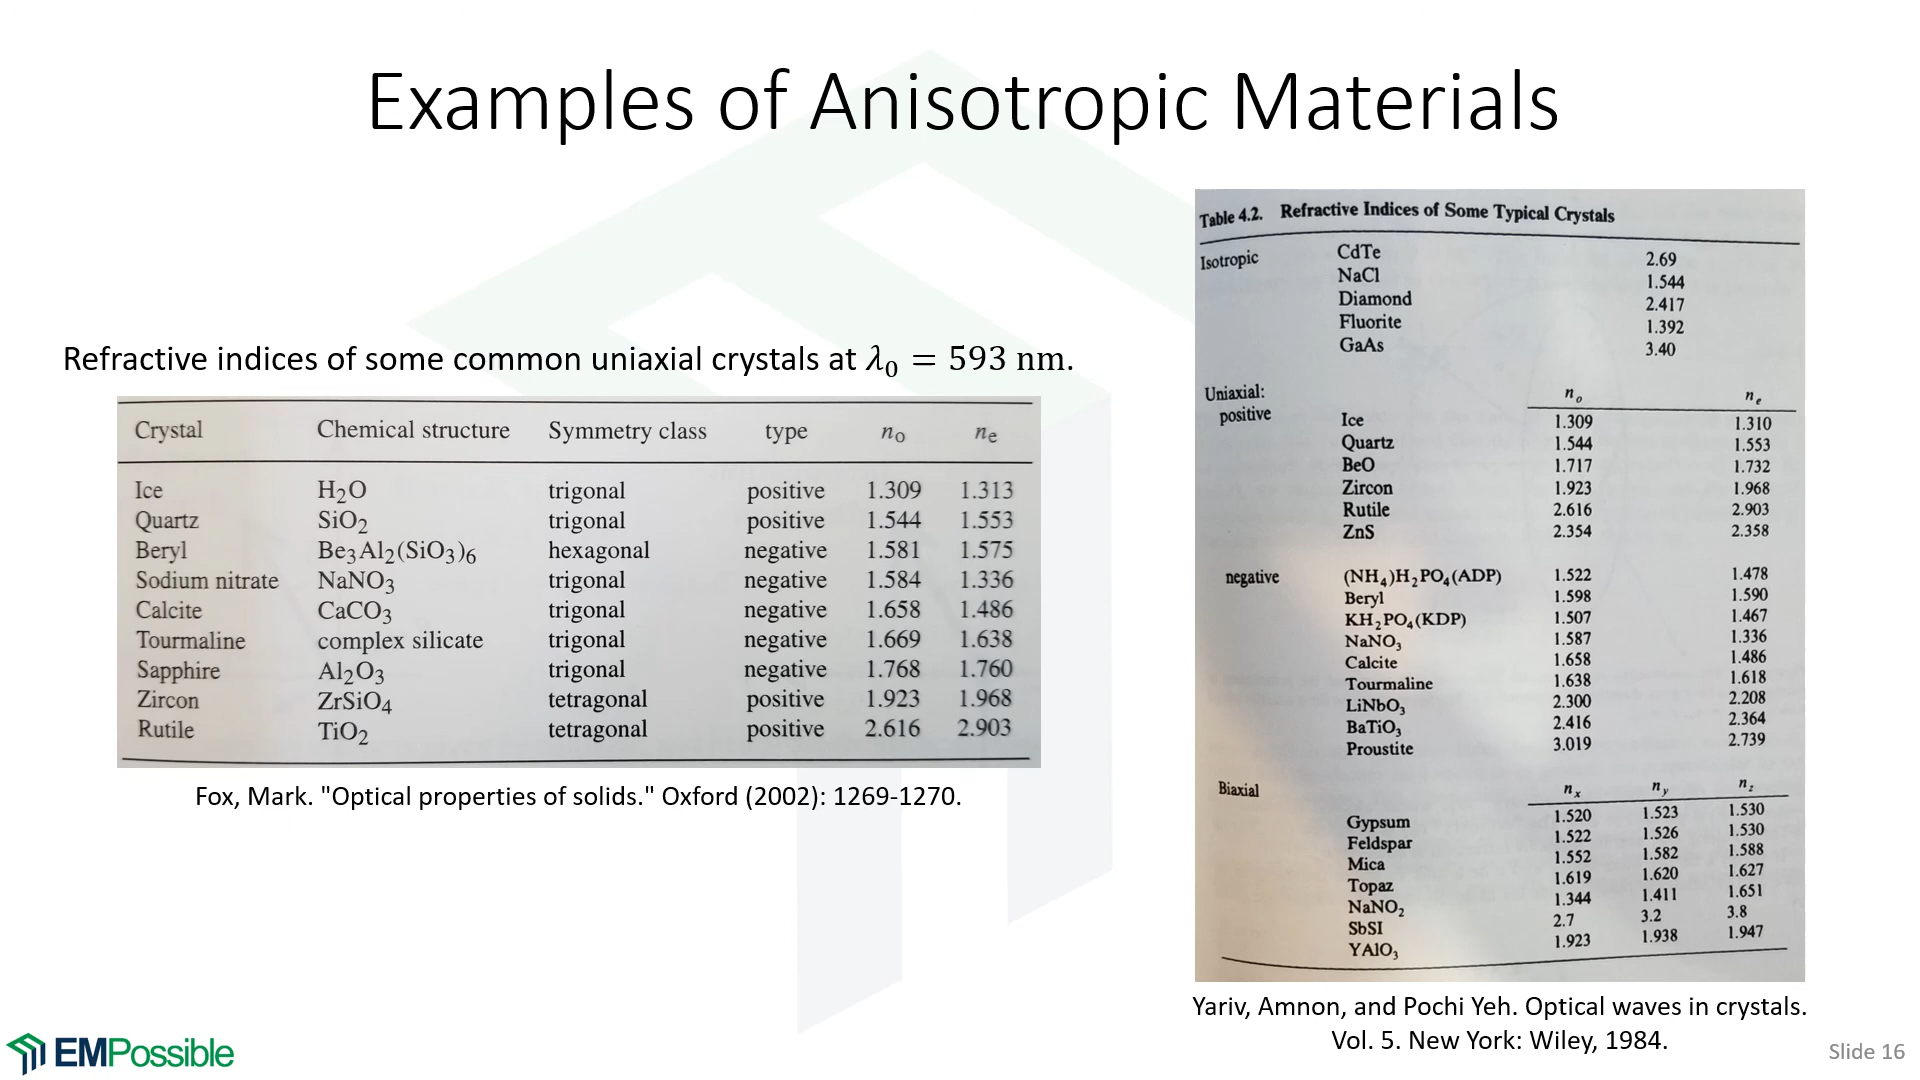 Examples of Anisotropic Materials
Refractive indices of some common uniaxial crystals at λ₀ = 593 nm.
Crystal Chemical structure Symmetry class type nₒ nₑ
Ice H₂O trigonal positive 1.309 1.313
Quartz SiO₂ trigonal positive 1.544 1.553
Beryl Be₃Al₂(SiO₃)₆ hexagonal negative 1.581 1.575
Sodium nitrate NaNO₃ trigonal negative 1.584 1.336
Calcite CaCO₃ trigonal negative 1.658 1.486
Tourmaline complex silicate trigonal negative 1.669 1.638
Sapphire Al₂O₃ trigonal negative 1.768 1.760
Zircon ZrSiO₄ tetragonal positive 1.923 1.968
Rutile TiO₂ tetragonal positive 2.616 2.903
Fox, Mark. "Optical properties of solids." Oxford (2002): 1269-1270.
Table 4.2. Refractive Indices of Some Typical Crystals
Isotropic CdTe 2.69
NaCl 1.544
Diamond 2.417
Fluorite 1.392
GaAs 3.40
Uniaxial: nₒ nₑ
positive Ice 1.309 1.310
Quartz 1.544 1.553
BeO 1.717 1.732
Zircon 1.923 1.968
Rutile 2.616 2.903
ZnS 2.354 2.358
negative (NH₄)H₂PO₄(ADP) 1.522 1.478
Beryl 1.598 1.590
KH₂PO₄(KDP) 1.507 1.467
NaNO₃ 1.587 1.336
Calcite 1.658 1.486
Tourmaline 1.638 1.618
LiNbO₃ 2.300 2.208
BaTiO₃ 2.416 2.364
Proustite 3.019 2.739
Biaxial nₓ n_y n_z
Gypsum 1.520 1.523 1.530
Feldspar 1.522 1.526 1.530
Mica 1.552 1.582 1.588
Topaz 1.619 1.620 1.627
NaNO₂ 1.344 1.411 1.651
SbSI 2.7 3.2 3.8
YAlO₃ 1.923 1.938 1.947
Yariv, Amnon, and Pochi Yeh. Optical waves in crystals.
Vol. 5. New York: Wiley, 1984.
EMPossible
Slide 16